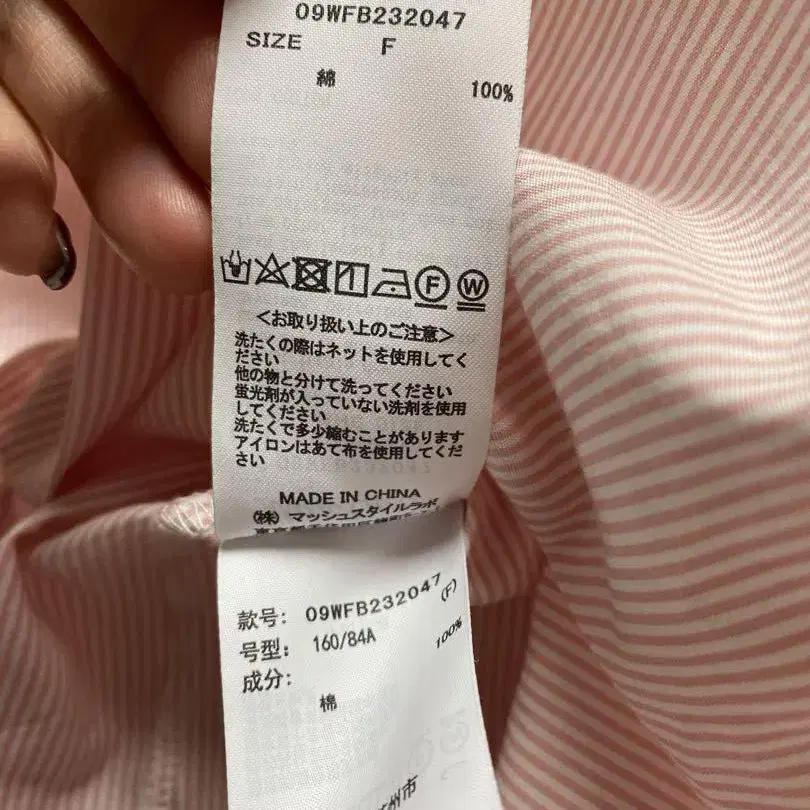 09WFB232047
SIZE F
綿 100%
F W
<お取り扱い上のご注意>
洗たくの際はネットを使用してく
ださい
他の物と分けて洗ってください
蛍光剤が入っていない洗剤を使用
してください
洗たくで多少縮むことがあります
アイロンはあて布を使用してくだ
さい
MADE IN CHINA
(株) マッシュスタイルラボ
款号: 09WFB232047
号型: 160/84A (F)
成分: 100%
棉
州市